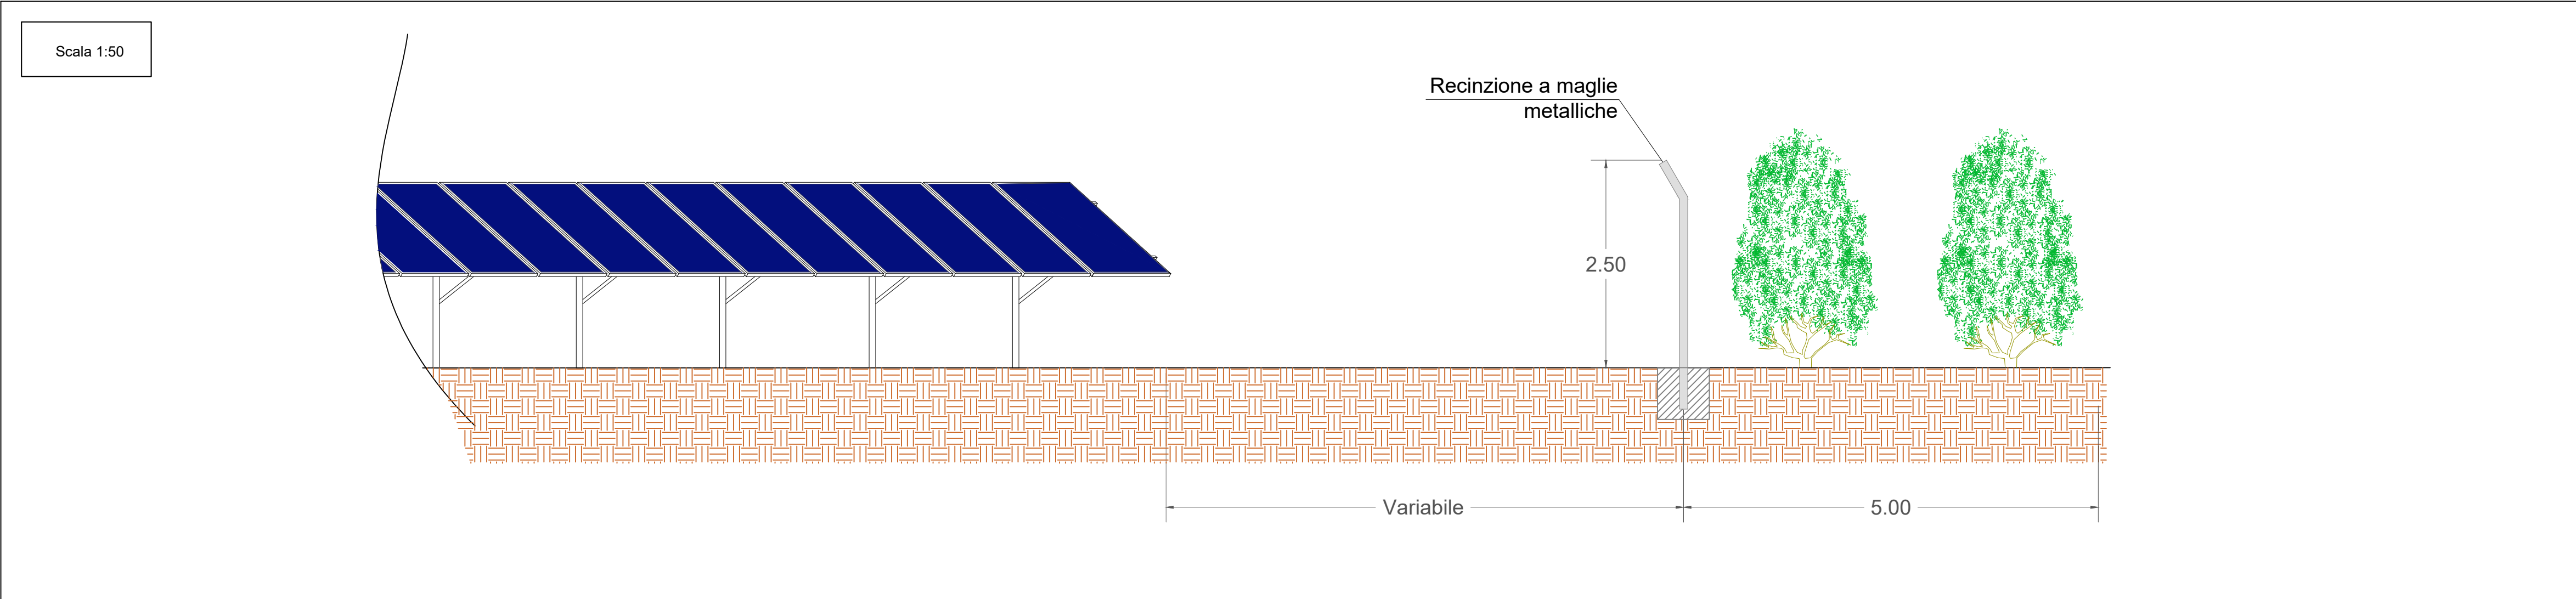 Scala 1:50
Recinzione a maglie
metalliche
2.50
Variabile
5.00